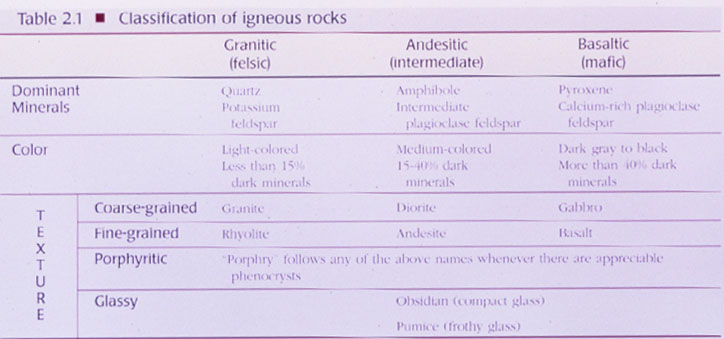 Table 2.1 ■ Classification of igneous rocks
Granitic Andesitic Basaltic
(felsic) (intermediate) (mafic)
Dominant Quartz Amphibole Pyroxene
Minerals Potassium Intermediate Calcium-rich plagioclase
feldspar plagioclase feldspar feldspar
Color Light-colored Medium-colored Dark gray to black
Less than 15% 15-40% dark More than 40% dark
dark minerals minerals minerals
TEXTURE
Coarse-grained Granite Diorite Gabbro
Fine-grained Rhyolite Andesite Basalt
Porphyritic "Porphry" follows any of the above names whenever there are appreciable
phenocrysts
Glassy Obsidian (compact glass)
Pumice (frothy glass)